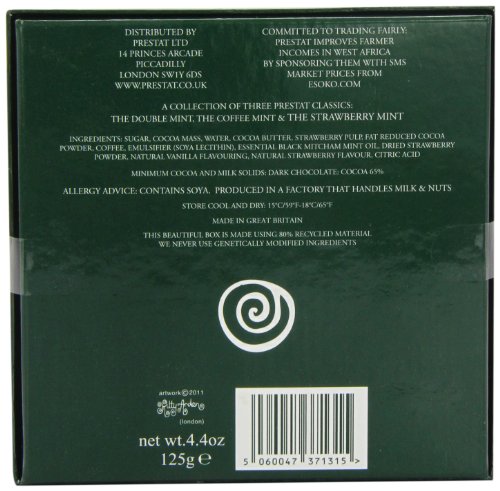 DISTRIBUTED BY
PRESTAT LTD
14 PRINCES ARCADE
PICCADILLY
LONDON SW1Y 6DS
WWW.PRESTAT.CO.UK
COMMITTED TO TRADING FAIRLY:
PRESTAT IMPROVES FARMER
INCOMES IN WEST AFRICA
BY SPONSORING THEM WITH SMS
MARKET PRICES FROM
ESOKO.COM
A COLLECTION OF THREE PRESTAT CLASSICS:
THE DOUBLE MINT, THE COFFEE MINT & THE STRAWBERRY MINT
INGREDIENTS: SUGAR, COCOA MASS, WATER, COCOA BUTTER, STRAWBERRY PULP, FAT REDUCED COCOA
POWDER, COFFEE, EMULSIFIER (SOYA LECITHIN), ESSENTIAL BLACK MITCHAM MINT OIL, DRIED STRAWBERRY
POWDER, NATURAL VANILLA FLAVOURING, NATURAL STRAWBERRY FLAVOUR, CITRIC ACID
MINIMUM COCOA AND MILK SOLIDS: DARK CHOCOLATE: COCOA 65%
ALLERGY ADVICE: CONTAINS SOYA. PRODUCED IN A FACTORY THAT HANDLES MILK & NUTS
STORE COOL AND DRY: 15°C/59°F-18°C/65°F
MADE IN GREAT BRITAIN
THIS BEAUTIFUL BOX IS MADE USING 80% RECYCLED MATERIAL
WE NEVER USE GENETICALLY MODIFIED INGREDIENTS
artwork©2011
Kitty Arden
(london)
net wt.4.4oz
125g e
5 060047 371315 >